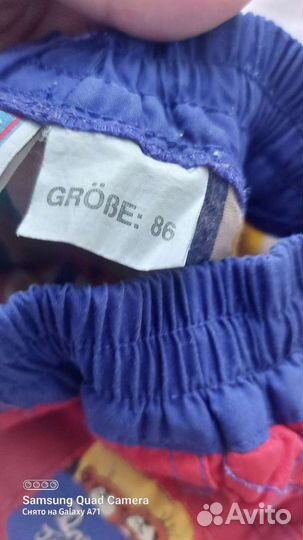 GRÖßE: 86
SAMSUNG Quad Camera
Снято на Galaxy A71
Avito